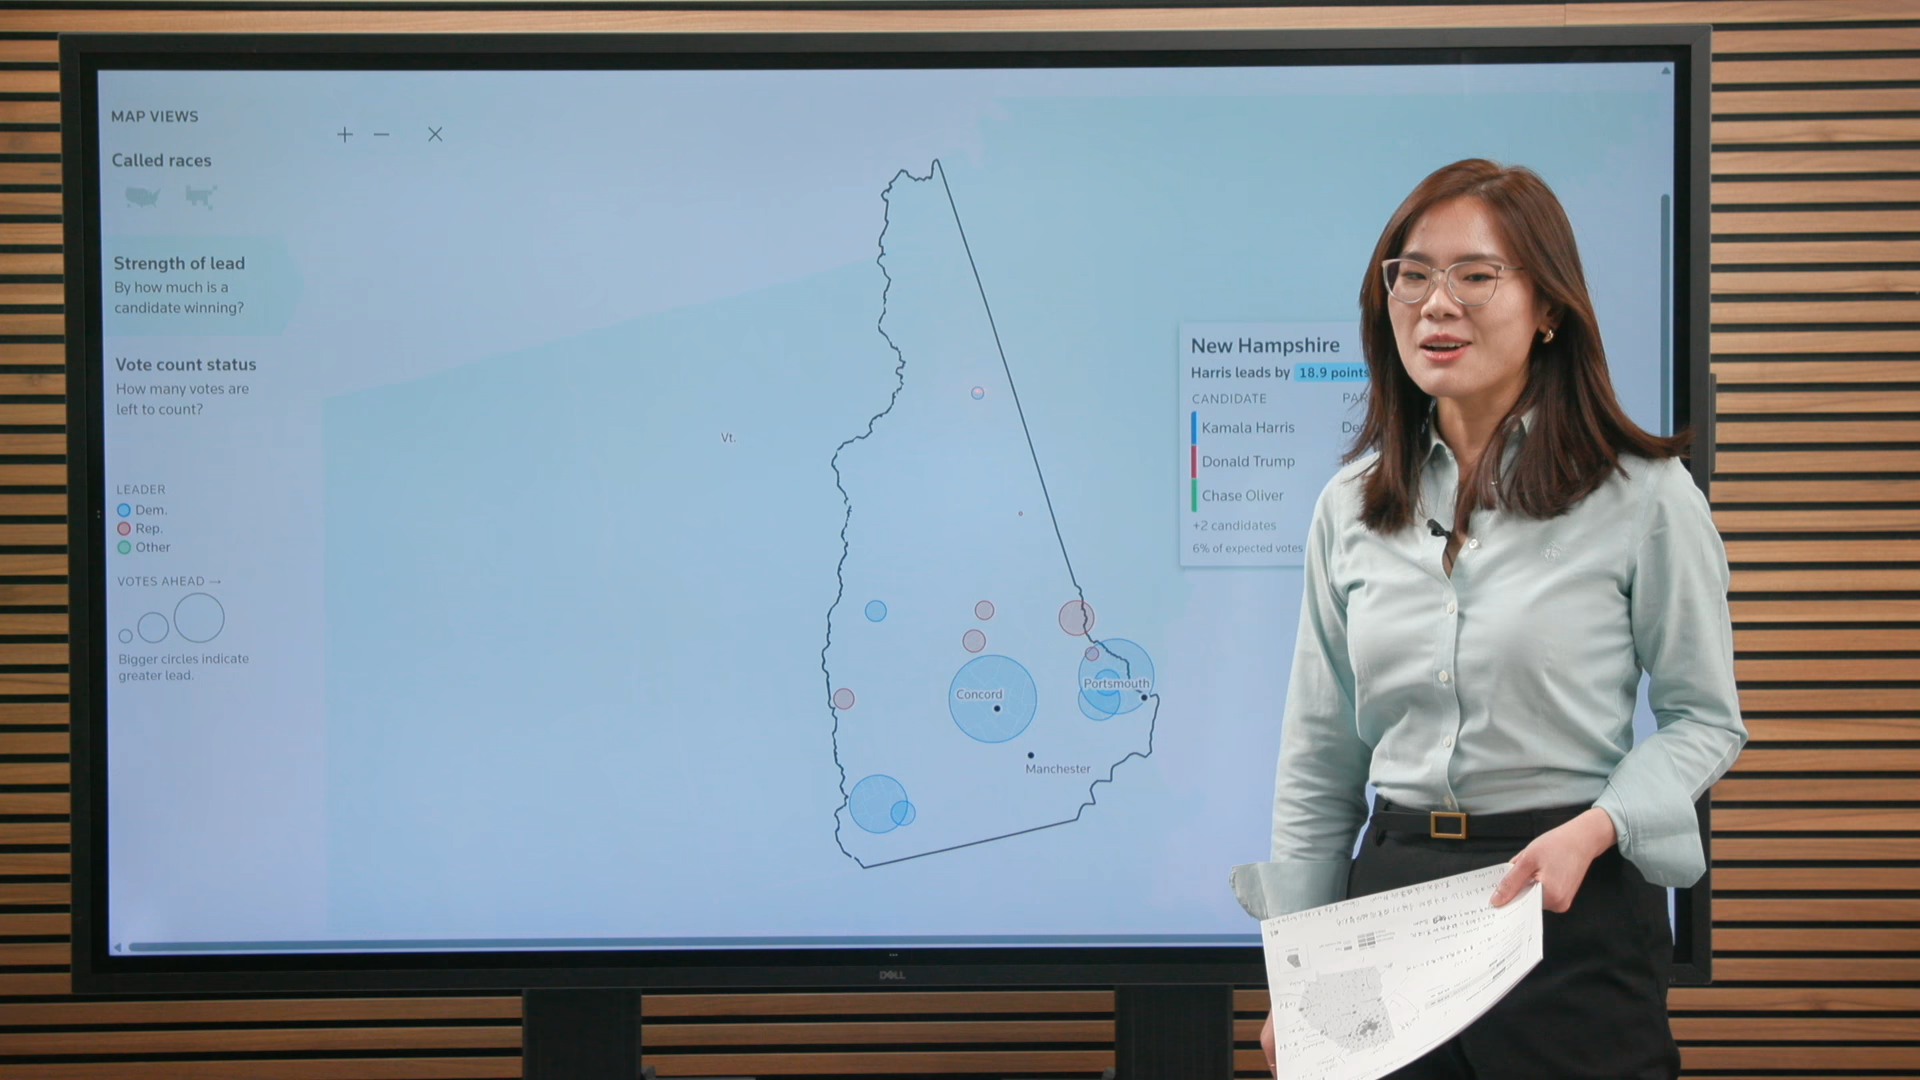 MAP VIEWS
Called races
Strength of lead
By how much is a
candidate winning?
Vote count status
How many votes are
left to count?
LEADER
Dem.
Rep.
Other
VOTES AHEAD →
Bigger circles indicate
greater lead.
Vt.
Concord
Portsmouth
Manchester
New Hampshire
Harris leads by 18.9 points
CANDIDATE
Kamala Harris
Donald Trump
Chase Oliver
+2 candidates
6% of expected votes
DELL